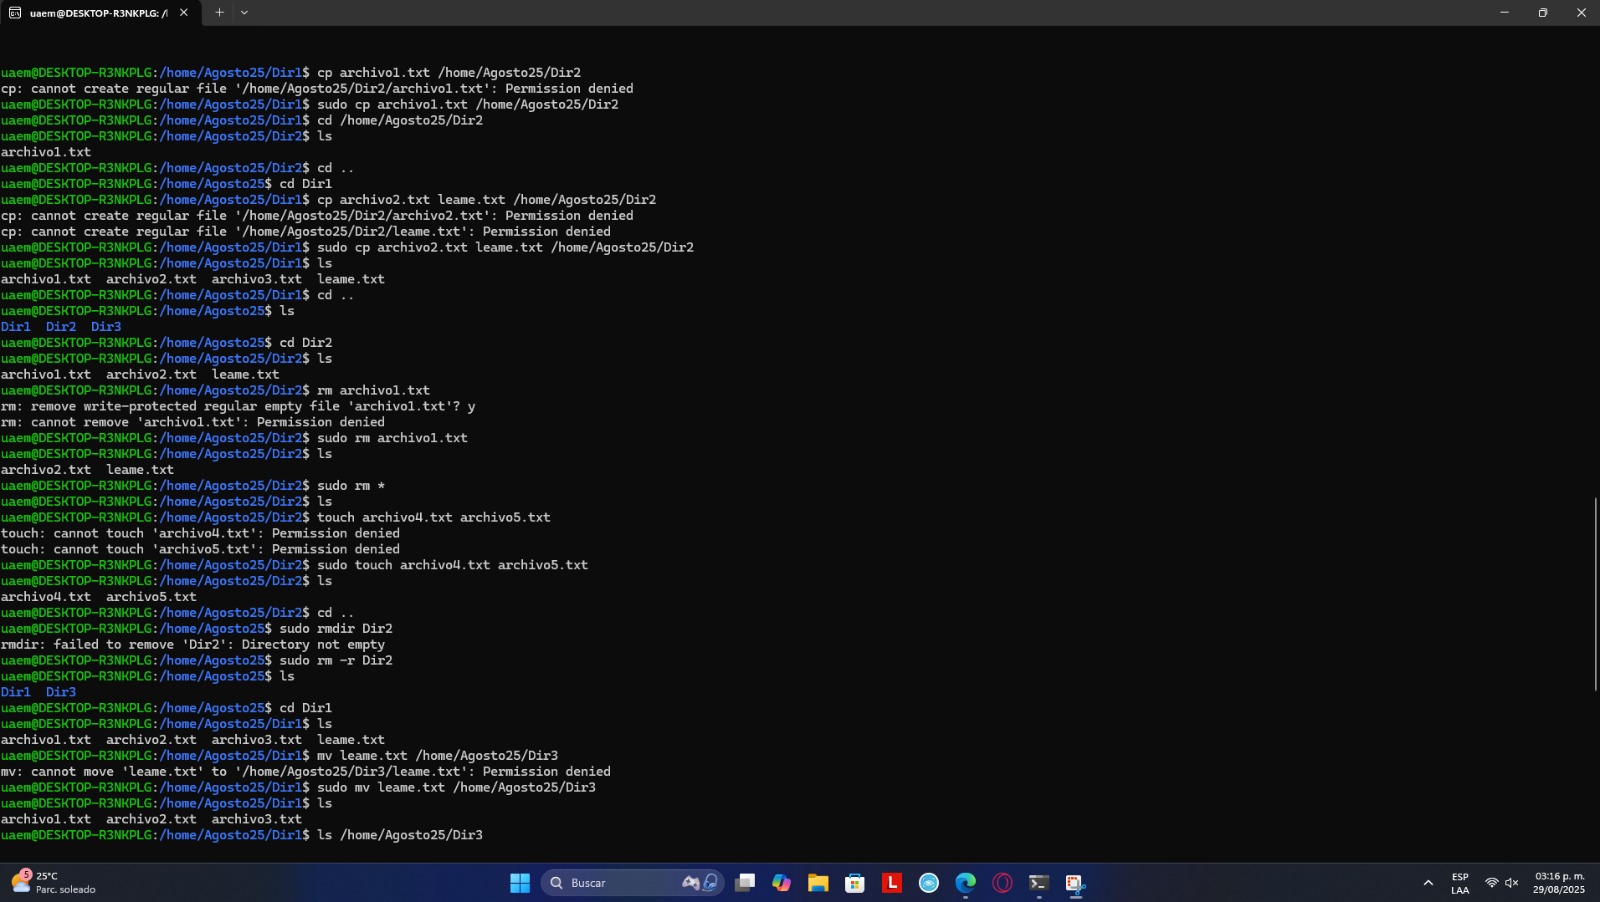 uaem@DESKTOP-R3NKPLG: /
uaem@DESKTOP-R3NKPLG:/home/Agosto25/Dir1$ cp archivo1.txt /home/Agosto25/Dir2
cp: cannot create regular file '/home/Agosto25/Dir2/archivo1.txt': Permission denied
uaem@DESKTOP-R3NKPLG:/home/Agosto25/Dir1$ sudo cp archivo1.txt /home/Agosto25/Dir2
uaem@DESKTOP-R3NKPLG:/home/Agosto25/Dir1$ cd /home/Agosto25/Dir2
uaem@DESKTOP-R3NKPLG:/home/Agosto25/Dir2$ ls
archivo1.txt
uaem@DESKTOP-R3NKPLG:/home/Agosto25/Dir2$ cd ..
uaem@DESKTOP-R3NKPLG:/home/Agosto25$ cd Dir1
uaem@DESKTOP-R3NKPLG:/home/Agosto25/Dir1$ cp archivo2.txt leame.txt /home/Agosto25/Dir2
cp: cannot create regular file '/home/Agosto25/Dir2/archivo2.txt': Permission denied
cp: cannot create regular file '/home/Agosto25/Dir2/leame.txt': Permission denied
uaem@DESKTOP-R3NKPLG:/home/Agosto25/Dir1$ sudo cp archivo2.txt leame.txt /home/Agosto25/Dir2
uaem@DESKTOP-R3NKPLG:/home/Agosto25/Dir1$ ls
archivo1.txt  archivo2.txt  archivo3.txt  leame.txt
uaem@DESKTOP-R3NKPLG:/home/Agosto25/Dir1$ cd ..
uaem@DESKTOP-R3NKPLG:/home/Agosto25$ ls
Dir1  Dir2  Dir3
uaem@DESKTOP-R3NKPLG:/home/Agosto25$ cd Dir2
uaem@DESKTOP-R3NKPLG:/home/Agosto25/Dir2$ ls
archivo1.txt  archivo2.txt  leame.txt
uaem@DESKTOP-R3NKPLG:/home/Agosto25/Dir2$ rm archivo1.txt
rm: remove write-protected regular empty file 'archivo1.txt'? y
rm: cannot remove 'archivo1.txt': Permission denied
uaem@DESKTOP-R3NKPLG:/home/Agosto25/Dir2$ sudo rm archivo1.txt
uaem@DESKTOP-R3NKPLG:/home/Agosto25/Dir2$ ls
archivo2.txt  leame.txt
uaem@DESKTOP-R3NKPLG:/home/Agosto25/Dir2$ sudo rm *
uaem@DESKTOP-R3NKPLG:/home/Agosto25/Dir2$ ls
uaem@DESKTOP-R3NKPLG:/home/Agosto25/Dir2$ touch archivo4.txt archivo5.txt
touch: cannot touch 'archivo4.txt': Permission denied
touch: cannot touch 'archivo5.txt': Permission denied
uaem@DESKTOP-R3NKPLG:/home/Agosto25/Dir2$ sudo touch archivo4.txt archivo5.txt
uaem@DESKTOP-R3NKPLG:/home/Agosto25/Dir2$ ls
archivo4.txt  archivo5.txt
uaem@DESKTOP-R3NKPLG:/home/Agosto25/Dir2$ cd ..
uaem@DESKTOP-R3NKPLG:/home/Agosto25$ sudo rmdir Dir2
rmdir: failed to remove 'Dir2': Directory not empty
uaem@DESKTOP-R3NKPLG:/home/Agosto25$ sudo rm -r Dir2
uaem@DESKTOP-R3NKPLG:/home/Agosto25$ ls
Dir1  Dir3
uaem@DESKTOP-R3NKPLG:/home/Agosto25$ cd Dir1
uaem@DESKTOP-R3NKPLG:/home/Agosto25/Dir1$ ls
archivo1.txt  archivo2.txt  archivo3.txt  leame.txt
uaem@DESKTOP-R3NKPLG:/home/Agosto25/Dir1$ mv leame.txt /home/Agosto25/Dir3
mv: cannot move 'leame.txt' to '/home/Agosto25/Dir3/leame.txt': Permission denied
uaem@DESKTOP-R3NKPLG:/home/Agosto25/Dir1$ sudo mv leame.txt /home/Agosto25/Dir3
uaem@DESKTOP-R3NKPLG:/home/Agosto25/Dir1$ ls
archivo1.txt  archivo2.txt  archivo3.txt
uaem@DESKTOP-R3NKPLG:/home/Agosto25/Dir1$ ls /home/Agosto25/Dir3
5
25°C
Parc. soleado
Buscar
L
ESP
LAA
03:16 p. m.
29/08/2025